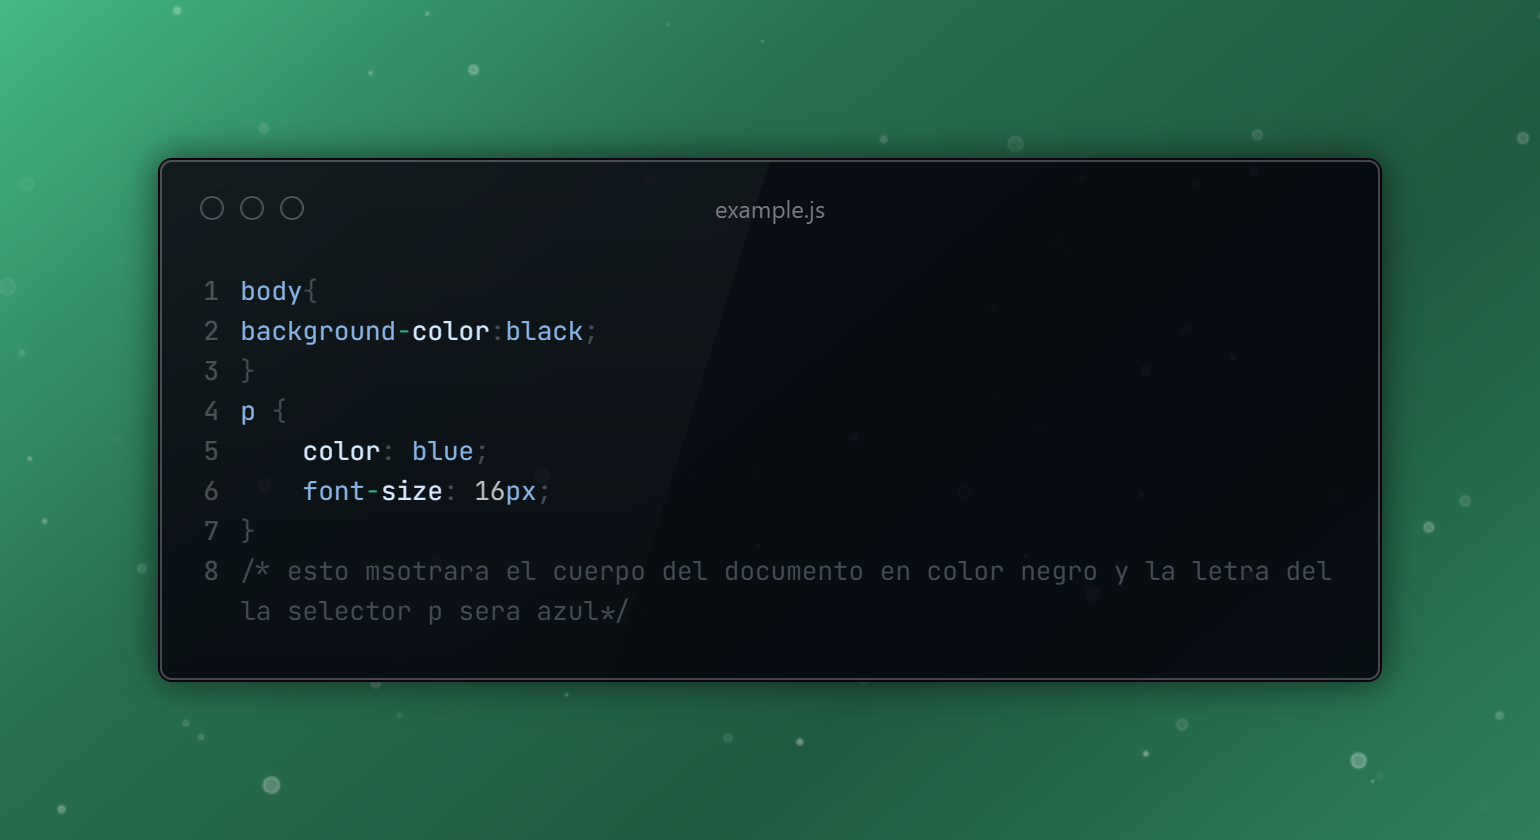 example.js
1 body{
2 background-color:black;
3 }
4 p {
5     color: blue;
6     font-size: 16px;
7 }
8 /* esto msotrara el cuerpo del documento en color negro y la letra del
la selector p sera azul*/